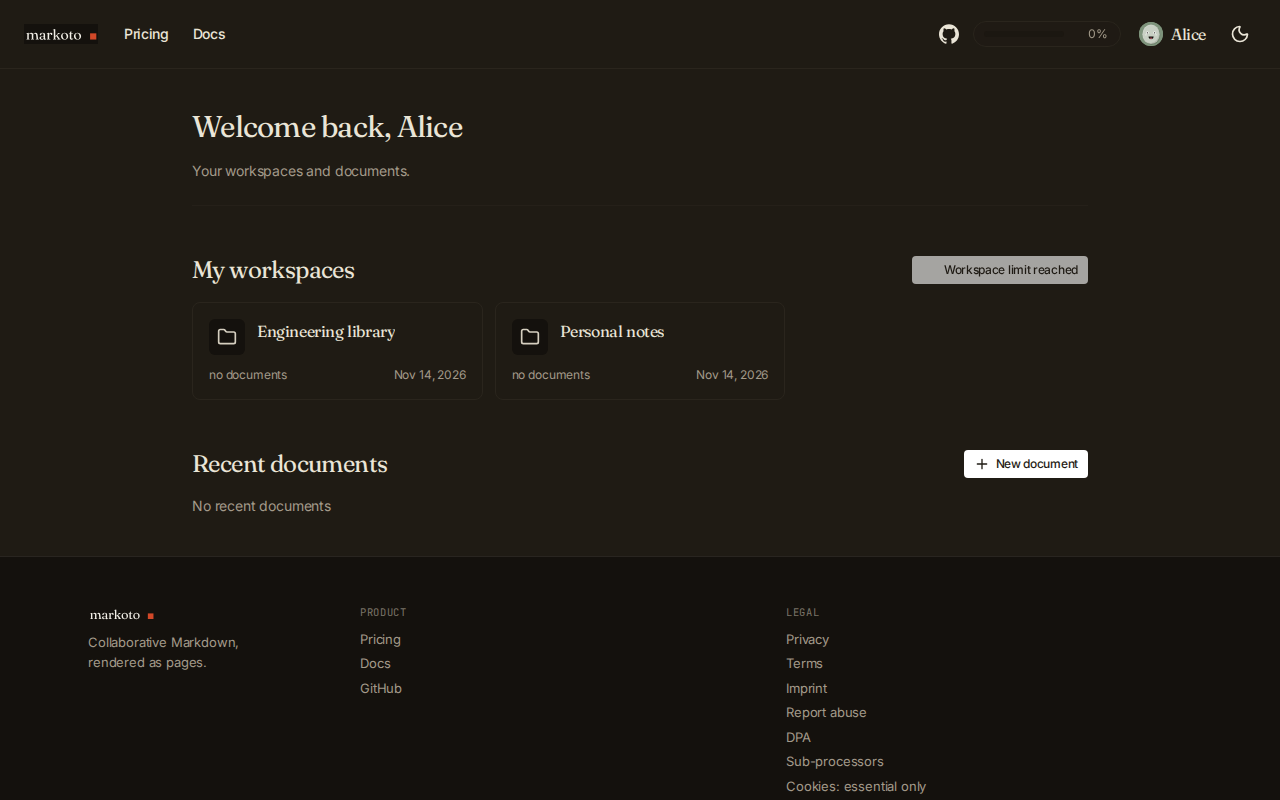 markoto
Pricing
Docs
0%
Alice
Welcome back, Alice
Your workspaces and documents.
My workspaces
Workspace limit reached
Engineering library
no documents
Nov 14, 2026
Personal notes
no documents
Nov 14, 2026
Recent documents
New document
No recent documents
markoto
Collaborative Markdown,
rendered as pages.
PRODUCT
Pricing
Docs
GitHub
LEGAL
Privacy
Terms
Imprint
Report abuse
DPA
Sub-processors
Cookies: essential only